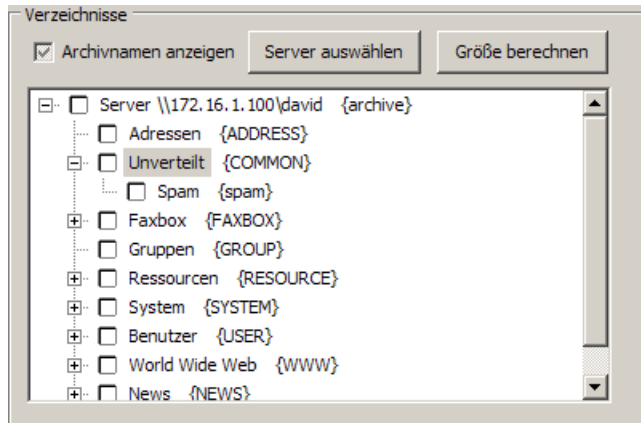 Verzeichnisse
Archivnamen anzeigen Server auswählen Größe berechnen
Server \\172.16.1.100\david {archive}
Adressen {ADDRESS}
Unverteilt {COMMON}
Spam {spam}
Faxbox {FAXBOX}
Gruppen {GROUP}
Ressourcen {RESOURCE}
System {SYSTEM}
Benutzer {USER}
World Wide Web {WWW}
News {NEWS}